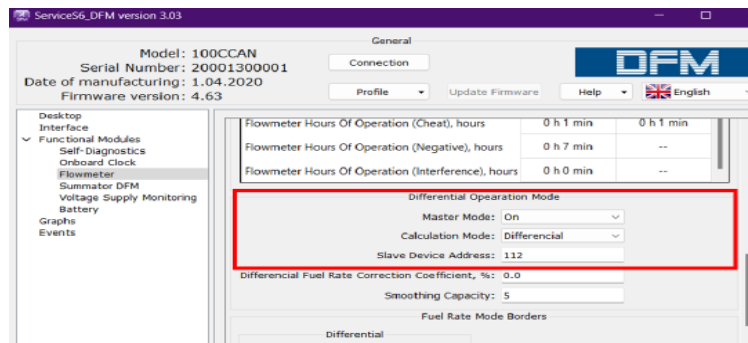 ServiceS6_DFM version 3.03
General
Model: 100CCAN
Serial Number: 20001300001
Date of manufacturing: 1.04.2020
Firmware version: 4.63
Connection
Profile
Update Firmware
Help
English
DFM
Desktop
Interface
Functional Modules
Self-Diagnostics
Onboard Clock
Flowmeter
Summator DFM
Voltage Supply Monitoring
Battery
Graphs
Events
Flowmeter Hours Of Operation (Cheat), hours 0 h 1 min 0 h 1 min
Flowmeter Hours Of Operation (Negative), hours 0 h 7 min --
Flowmeter Hours Of Operation (Interference), hours 0 h 0 min --
Differential Opearation Mode
Master Mode: On
Calculation Mode: Differencial
Slave Device Address: 112
Differencial Fuel Rate Correction Coefficient, %: 0.0
Smoothing Capacity: 5
Fuel Rate Mode Borders
Differential